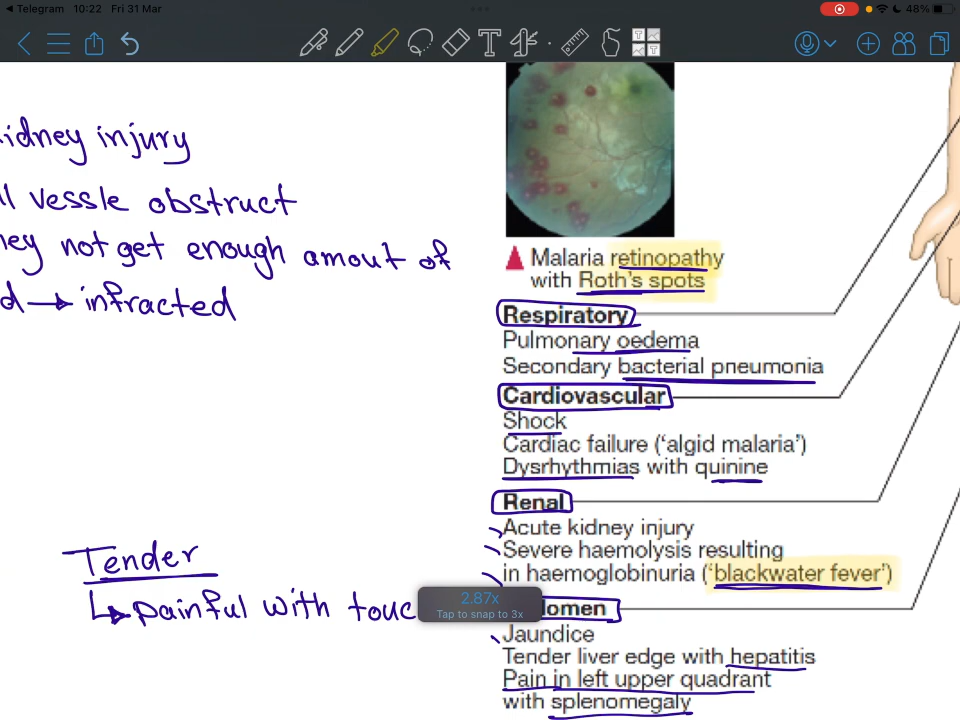 Telegram 10:22 Fri 31 Mar
48%
T
T
T
idney injury
ll vessle obstruct
ney not get enough amout of
d → infracted
Tender
↳ painful with touc
Malaria retinopathy
with Roth's spots
Respiratory
Pulmonary oedema
Secondary bacterial pneumonia
Cardiovascular
Shock
Cardiac failure ('algid malaria')
Dysrhythmias with quinine
Renal
Acute kidney injury
Severe haemolysis resulting
in haemoglobinuria ('blackwater fever')
2.87x
Tap to snap to 3x
domen
Jaundice
Tender liver edge with hepatitis
Pain in left upper quadrant
with splenomegaly